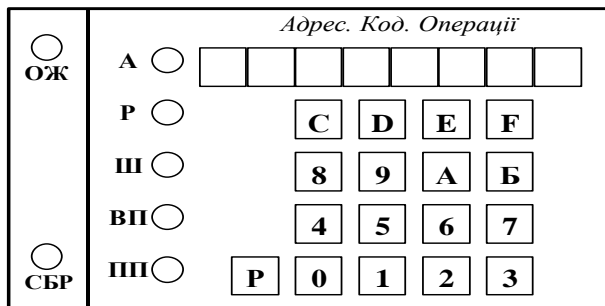 Адрес. Код. Операції
ОЖ
А
Р
C D E F
Ш
8 9 А Б
ВП
4 5 6 7
СБР
ПП
Р 0 1 2 3